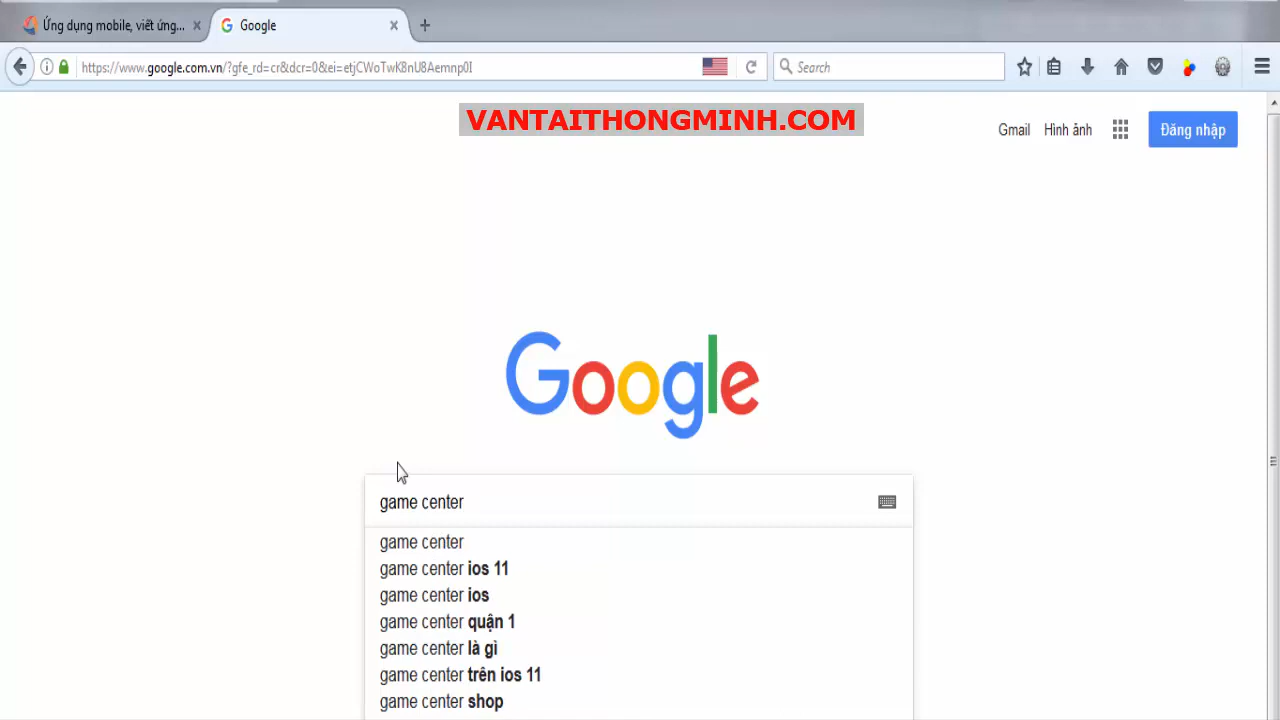 Ứng dụng mobile, viết ứng...
Google
https://www.google.com.vn/?gfe_rd=cr&dcr=0&ei=etjCWoTwK8nU8Aemnp0I
Search
VANTAITHONGMINH.COM
Gmail Hình ảnh Đăng nhập
Google
game center
game center
game center ios 11
game center ios
game center quận 1
game center là gì
game center trên ios 11
game center shop